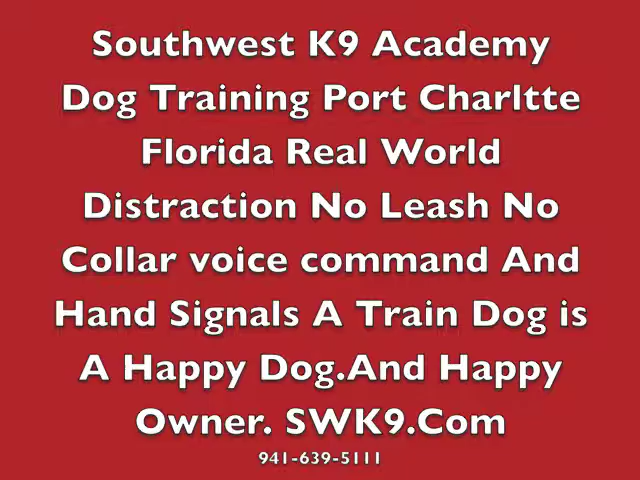 Southwest K9 Academy
Dog Training Port Charltte
Florida Real World
Distraction No Leash No
Collar voice command And
Hand Signals A Train Dog is
A Happy Dog.And Happy
Owner. SWK9.Com
941-639-5111